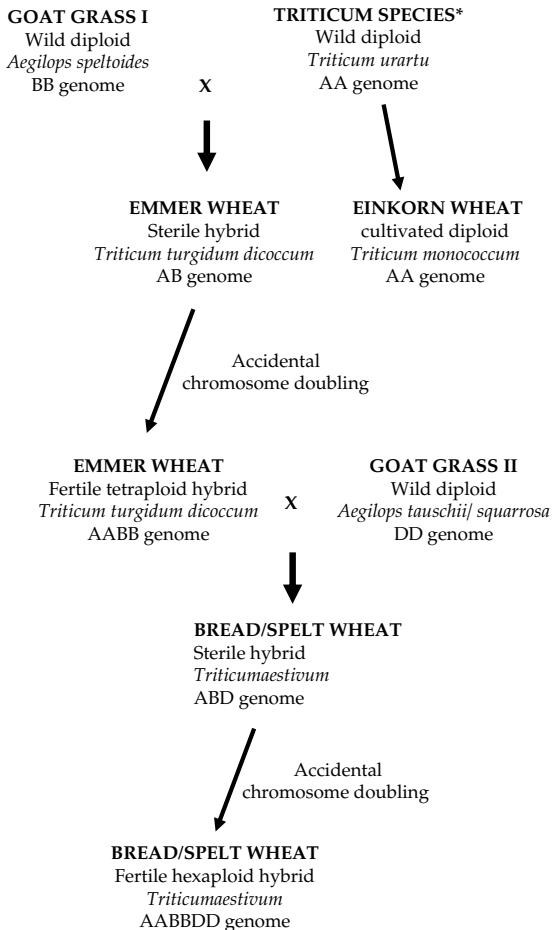 GOAT GRASS I
Wild diploid
Aegilops speltoides
BB genome
X
TRITICUM SPECIES*
Wild diploid
Triticum urartu
AA genome
EMMER WHEAT
Sterile hybrid
Triticum turgidum dicoccum
AB genome
EINKORN WHEAT
cultivated diploid
Triticum monococcum
AA genome
Accidental
chromosome doubling
EMMER WHEAT
Fertile tetraploid hybrid
Triticum turgidum dicoccum
AABB genome
X
GOAT GRASS II
Wild diploid
Aegilops tauschii/ squarrosa
DD genome
BREAD/SPELT WHEAT
Sterile hybrid
Triticumaestivum
ABD genome
Accidental
chromosome doubling
BREAD/SPELT WHEAT
Fertile hexaploid hybrid
Triticumaestivum
AABBDD genome